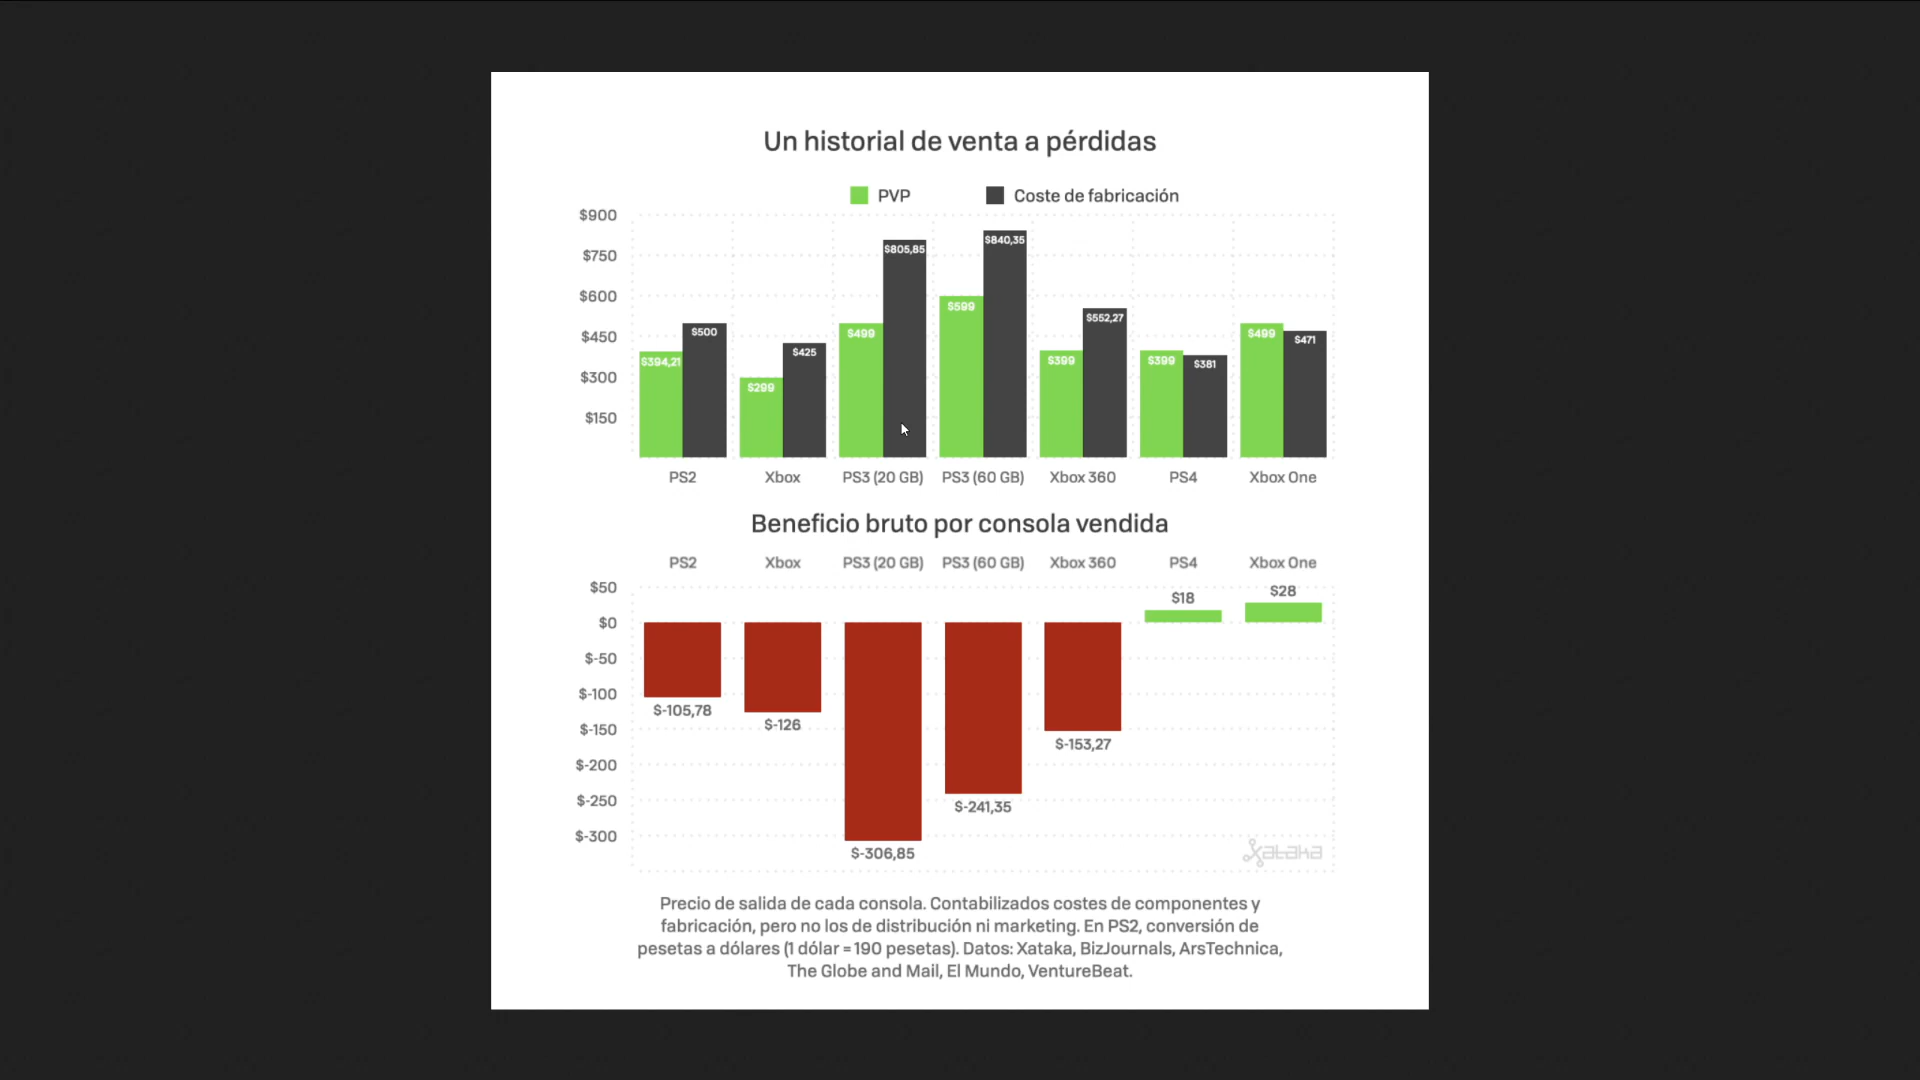 Un historial de venta a pérdidas
PVP
Coste de fabricación
$900
$750
$600
$450
$300
$150
$394,21
$500
$299
$425
$499
$805,85
$599
$840,35
$399
$552,27
$399
$381
$499
$471
PS2
Xbox
PS3 (20 GB)
PS3 (60 GB)
Xbox 360
PS4
Xbox One
Beneficio bruto por consola vendida
PS2
Xbox
PS3 (20 GB)
PS3 (60 GB)
Xbox 360
PS4
Xbox One
$50
$0
$-50
$-100
$-150
$-200
$-250
$-300
$-105,78
$-126
$-306,85
$-241,35
$-153,27
$18
$28
xataka
Precio de salida de cada consola. Contabilizados costes de componentes y
fabricación, pero no los de distribución ni marketing. En PS2, conversión de
pesetas a dólares (1 dólar = 190 pesetas). Datos: Xataka, BizJournals, ArsTechnica,
The Globe and Mail, El Mundo, VentureBeat.